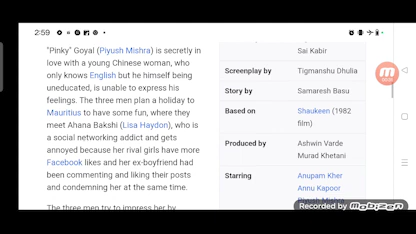 2:59
"Pinky" Goyal (Piyush Mishra) is secretly in
love with a young Chinese woman, who
only knows English but he himself being
uneducated, is unable to express his
feelings. The three men plan a holiday to
Mauritius to have some fun, where they
meet Ahana Bakshi (Lisa Haydon), who is
a social networking addict and gets
annoyed because her rival girls have more
Facebook likes and her ex-boyfriend had
been commenting and liking their posts
and condemning her at the same time.
The three men try to impress her by
Sai Kabir
Screenplay by Tigmanshu Dhulia
Story by Samaresh Basu
Based on Shaukeen (1982
film)
Produced by Ashwin Varde
Murad Khetani
Starring Anupam Kher
Annu Kapoor
Piyush Mishra
Recorded by Mobizen